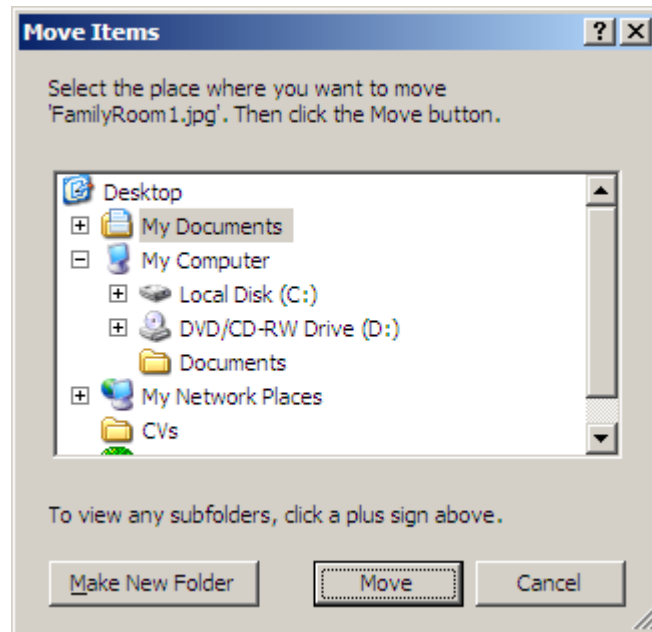 Move Items
Select the place where you want to move
'FamilyRoom1.jpg'. Then click the Move button.
Desktop
My Documents
My Computer
Local Disk (C:)
DVD/CD-RW Drive (D:)
Documents
My Network Places
CVs
To view any subfolders, click a plus sign above.
Make New Folder Move Cancel